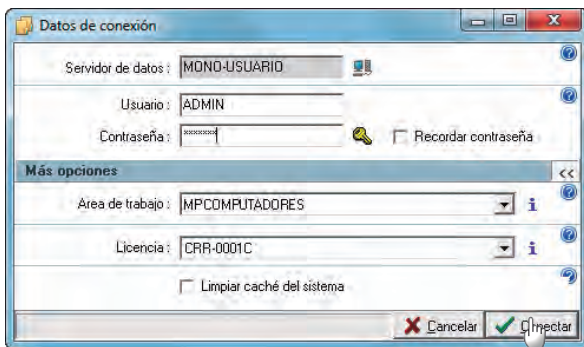 Datos de conexión
Servidor de datos : MONO-USUARIO
Usuario : ADMIN
Contraseña : ******** Recordar contraseña
Más opciones <<
Area de trabajo : MPCOMPUTADORES
Licencia : CRR-0001C
Limpiar caché del sistema
Cancelar Conectar